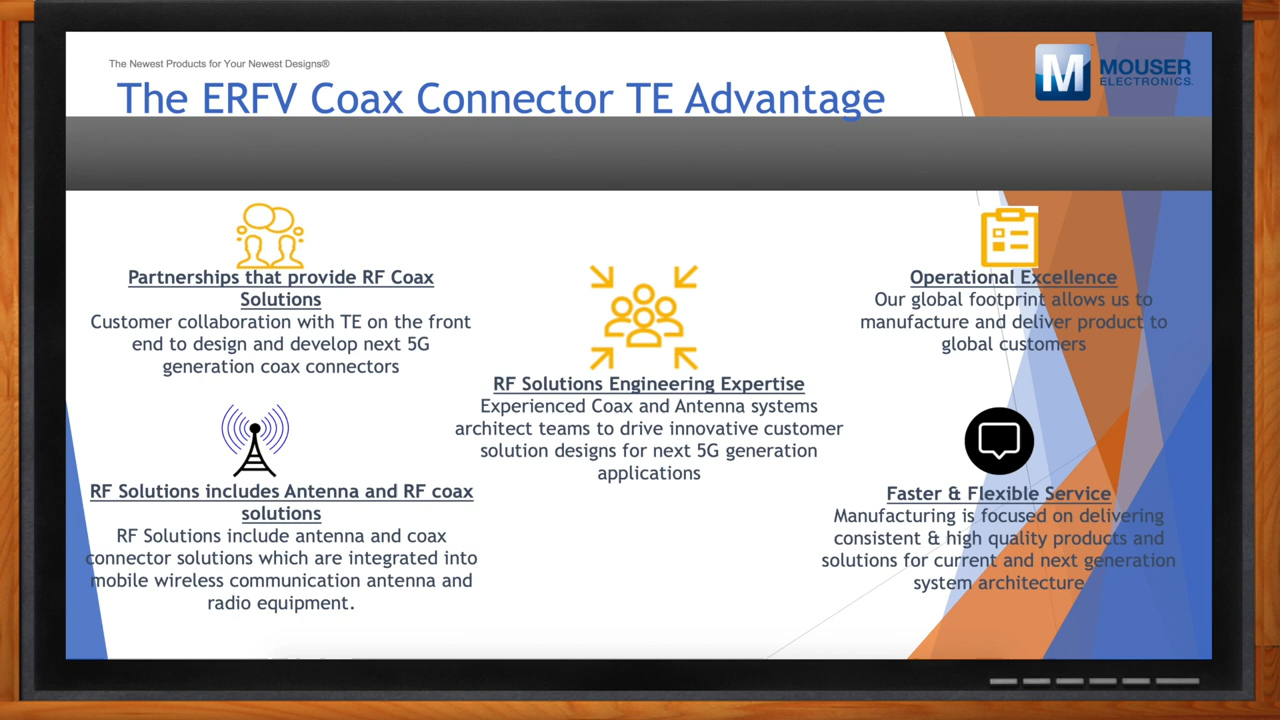 The Newest Products for Your Newest Designs®
The ERFV Coax Connector TE Advantage
M MOUSER
ELECTRONICS
Partnerships that provide RF Coax
Solutions
Customer collaboration with TE on the front
end to design and develop next 5G
generation coax connectors
RF Solutions includes Antenna and RF coax
solutions
RF Solutions include antenna and coax
connector solutions which are integrated into
mobile wireless communication antenna and
radio equipment.
RF Solutions Engineering Expertise
Experienced Coax and Antenna systems
architect teams to drive innovative customer
solution designs for next 5G generation
applications
Operational Excellence
Our global footprint allows us to
manufacture and deliver product to
global customers
Faster & Flexible Service
Manufacturing is focused on delivering
consistent & high quality products and
solutions for current and next generation
system architecture